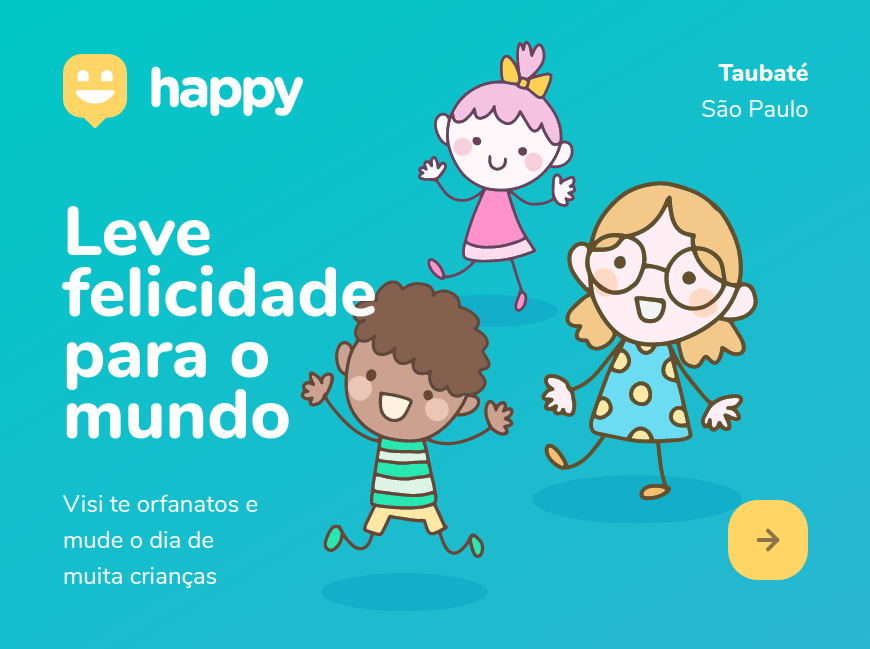 happy
Taubaté
São Paulo
Leve
felicidade
para o
mundo
Visi te orfanatos e
mude o dia de
muita crianças